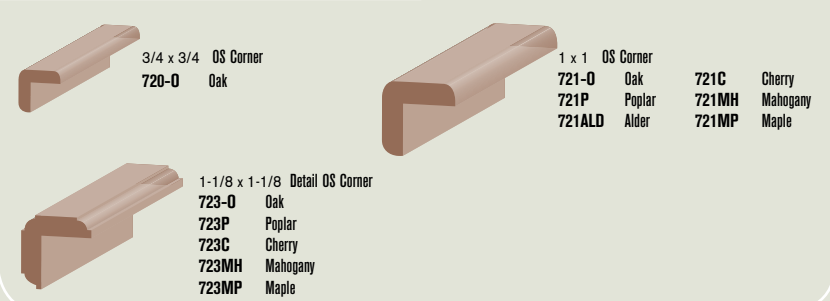 3/4 x 3/4 OS Corner
720-O Oak
1 x 1 OS Corner
721-O Oak 721C Cherry
721P Poplar 721MH Mahogany
721ALD Alder 721MP Maple
1-1/8 x 1-1/8 Detail OS Corner
723-O Oak
723P Poplar
723C Cherry
723MH Mahogany
723MP Maple